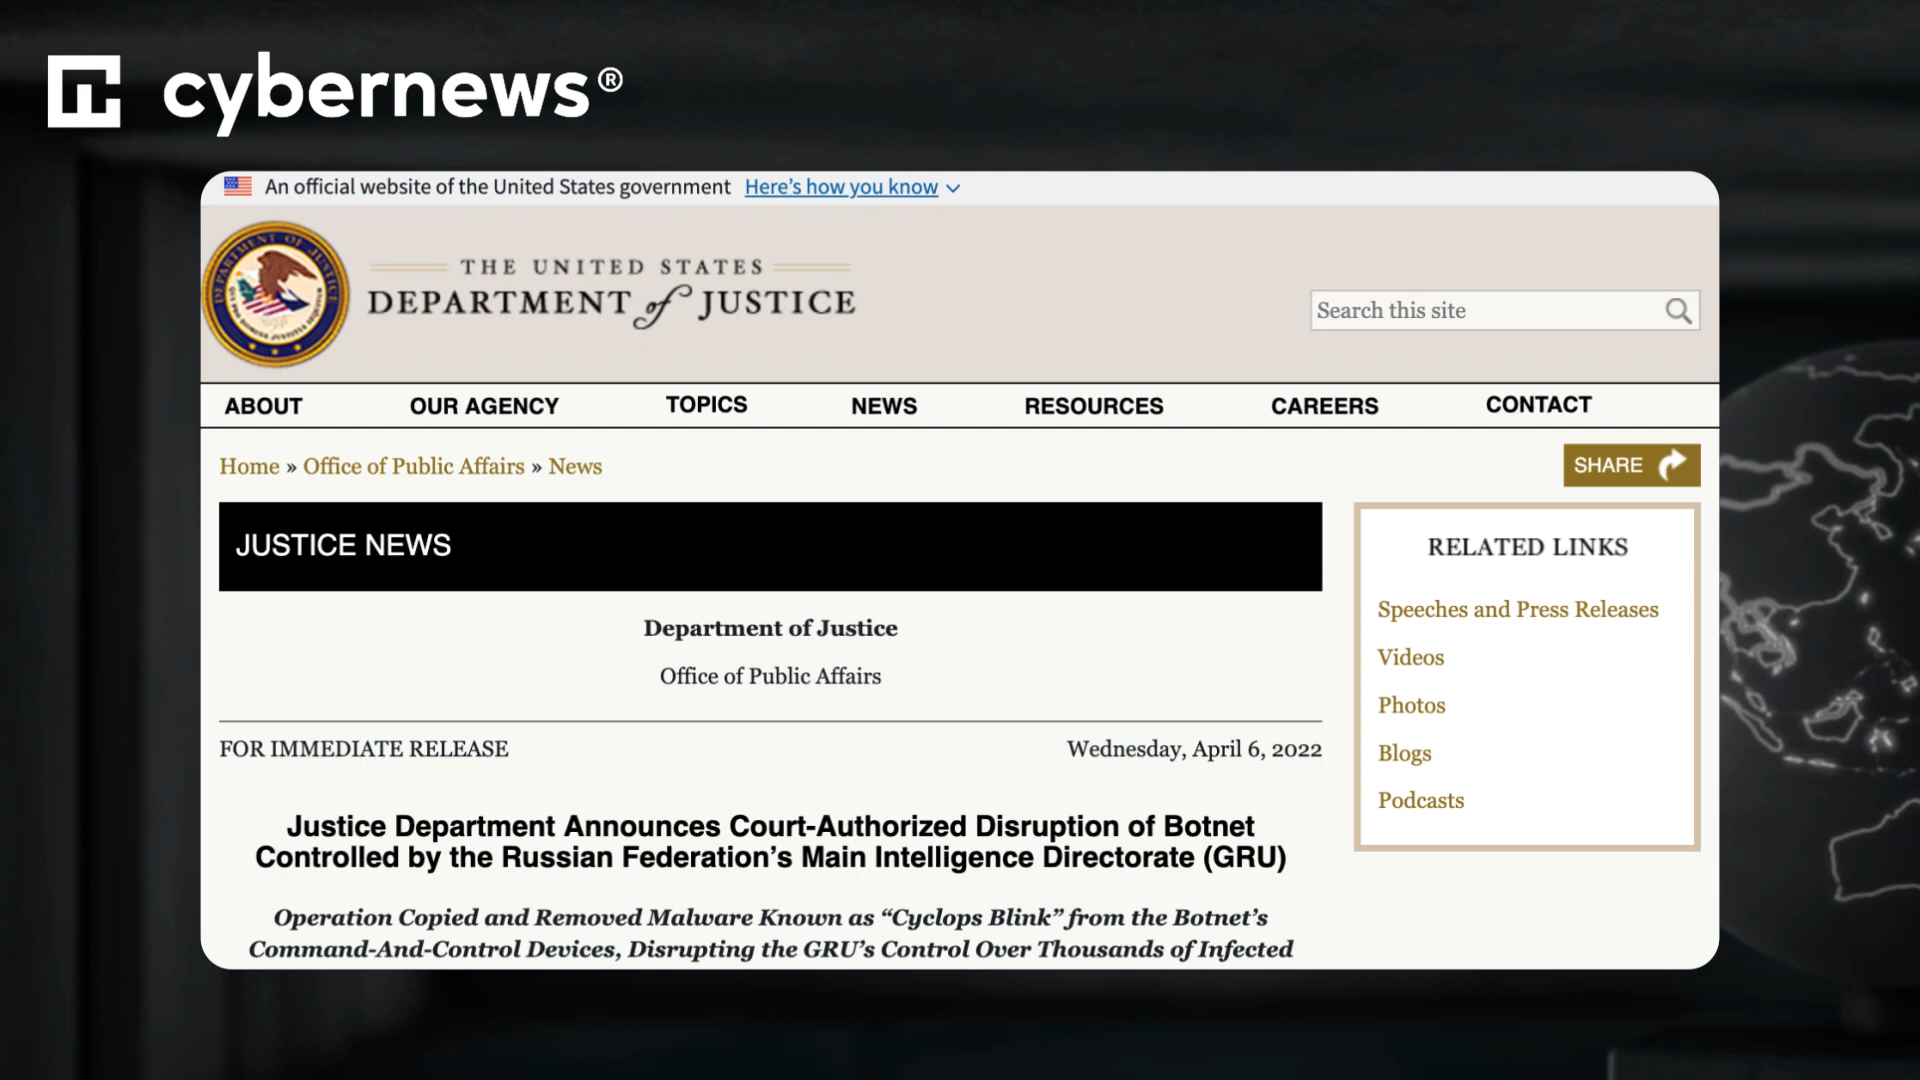 cybernews®
An official website of the United States government Here's how you know
THE UNITED STATES
DEPARTMENT of JUSTICE
Search this site
ABOUT OUR AGENCY TOPICS NEWS RESOURCES CAREERS CONTACT
Home » Office of Public Affairs » News
SHARE
JUSTICE NEWS
Department of Justice
Office of Public Affairs
FOR IMMEDIATE RELEASE
Wednesday, April 6, 2022
Justice Department Announces Court-Authorized Disruption of Botnet
Controlled by the Russian Federation's Main Intelligence Directorate (GRU)
Operation Copied and Removed Malware Known as “Cyclops Blink” from the Botnet's
Command-And-Control Devices, Disrupting the GRU's Control Over Thousands of Infected
RELATED LINKS
Speeches and Press Releases
Videos
Photos
Blogs
Podcasts